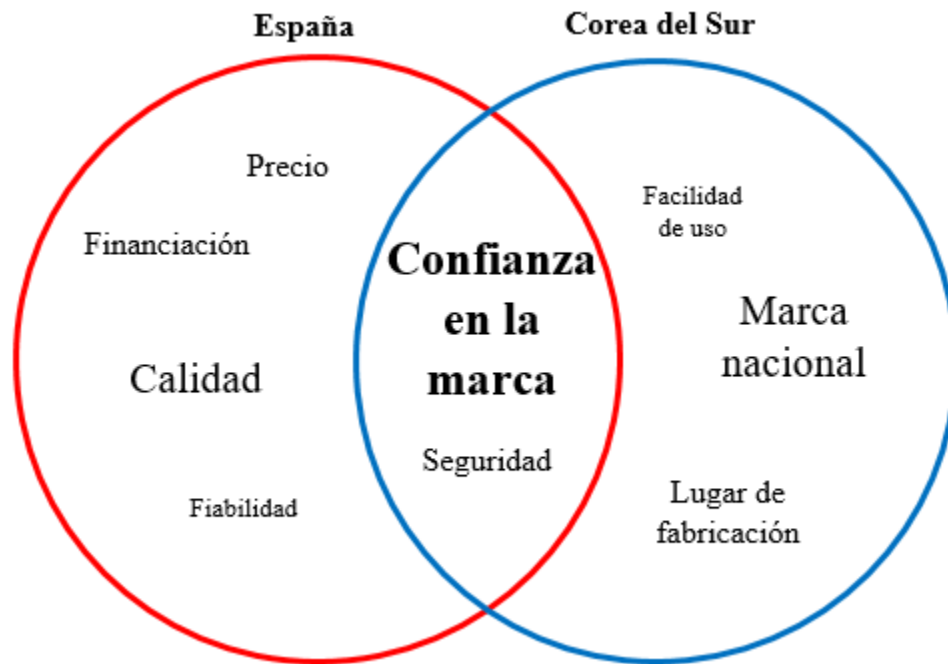 España
Corea del Sur
Precio
Financiación
Calidad
Fiabilidad
Confianza
en la
marca
Seguridad
Facilidad
de uso
Marca
nacional
Lugar de
fabricación